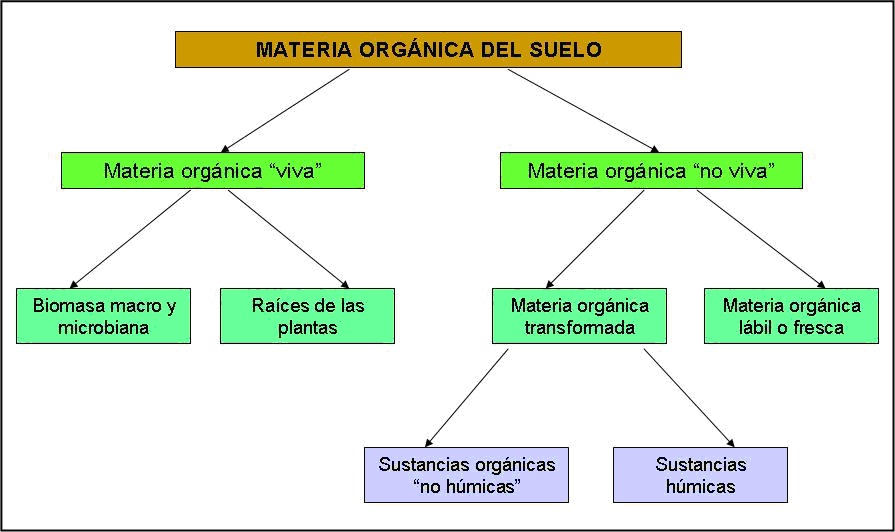 MATERIA ORGÁNICA DEL SUELO
Materia orgánica “viva”
Materia orgánica “no viva”
Biomasa macro y
microbiana
Raíces de las
plantas
Materia orgánica
transformada
Materia orgánica
lábil o fresca
Sustancias orgánicas
“no húmicas”
Sustancias
húmicas